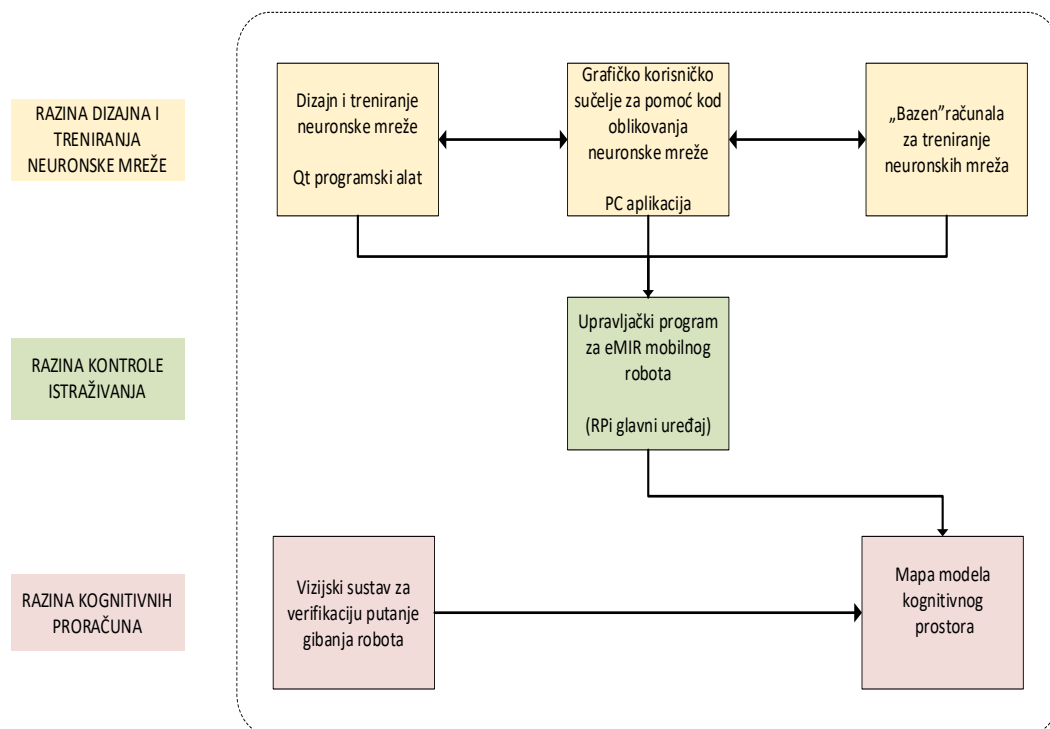 RAZINA DIZAJNA I
TRENIRANJA
NEURONSKE MREŽE
Dizajn i treniranje
neuronske mreže
Qt programski alat
Grafičko korisničko
sučelje za pomoć kod
oblikovanja
neuronske mreže
PC aplikacija
„Bazen”računala
za treniranje
neuronskih mreža
RAZINA KONTROLE
ISTRAŽIVANJA
Upravljački program
za eMIR mobilnog
robota
(RPi glavni uređaj)
RAZINA KOGNITIVNIH
PRORAČUNA
Vizijski sustav za
verifikaciju putanje
gibanja robota
Mapa modela
kognitivnog
prostora